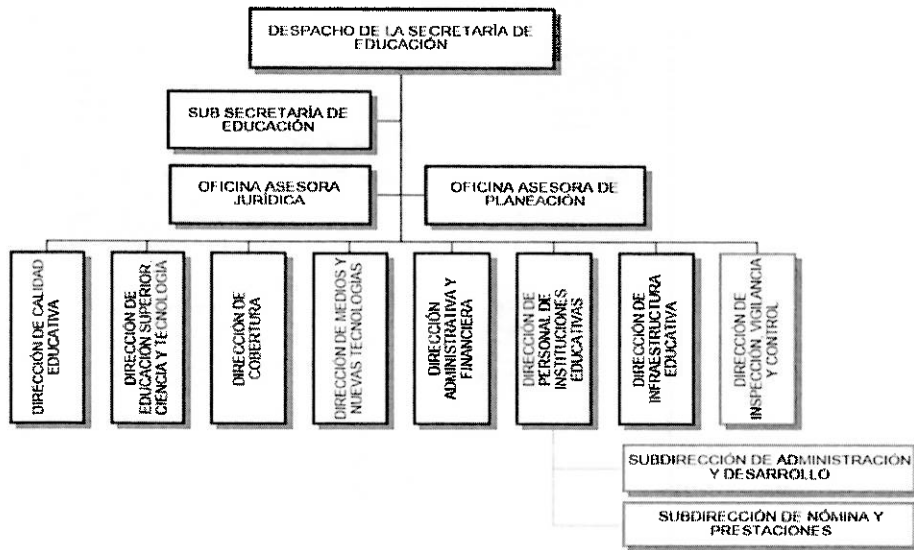 DESPACHO DE LA SECRETARÍA DE
EDUCACIÓN
SUB SECRETARÍA DE
EDUCACIÓN
OFICINA ASESORA
JURÍDICA
OFICINA ASESORA DE
PLANEACIÓN
DIRECCIÓN DE CALIDAD
EDUCATIVA
DIRECCIÓN DE
EDUCACIÓN SUPERIOR,
CIENCIA Y TECNOLOGÍA
DIRECCIÓN DE
COBERTURA
DIRECCIÓN DE MEDIOS Y
NUEVAS TECNOLOGÍAS
DIRECCIÓN
ADMINISTRATIVA Y
FINANCIERA
DIRECCIÓN DE
PERSONAL DE
INSTITUCIONES
EDUCATIVAS
DIRECCIÓN DE
INFRAESTRUCTURA
EDUCATIVA
DIRECCIÓN DE
INSPECCIÓN, VIGILANCIA
Y CONTROL
SUBDIRECCIÓN DE ADMINISTRACIÓN
Y DESARROLLO
SUBDIRECCIÓN DE NÓMINA Y
PRESTACIONES